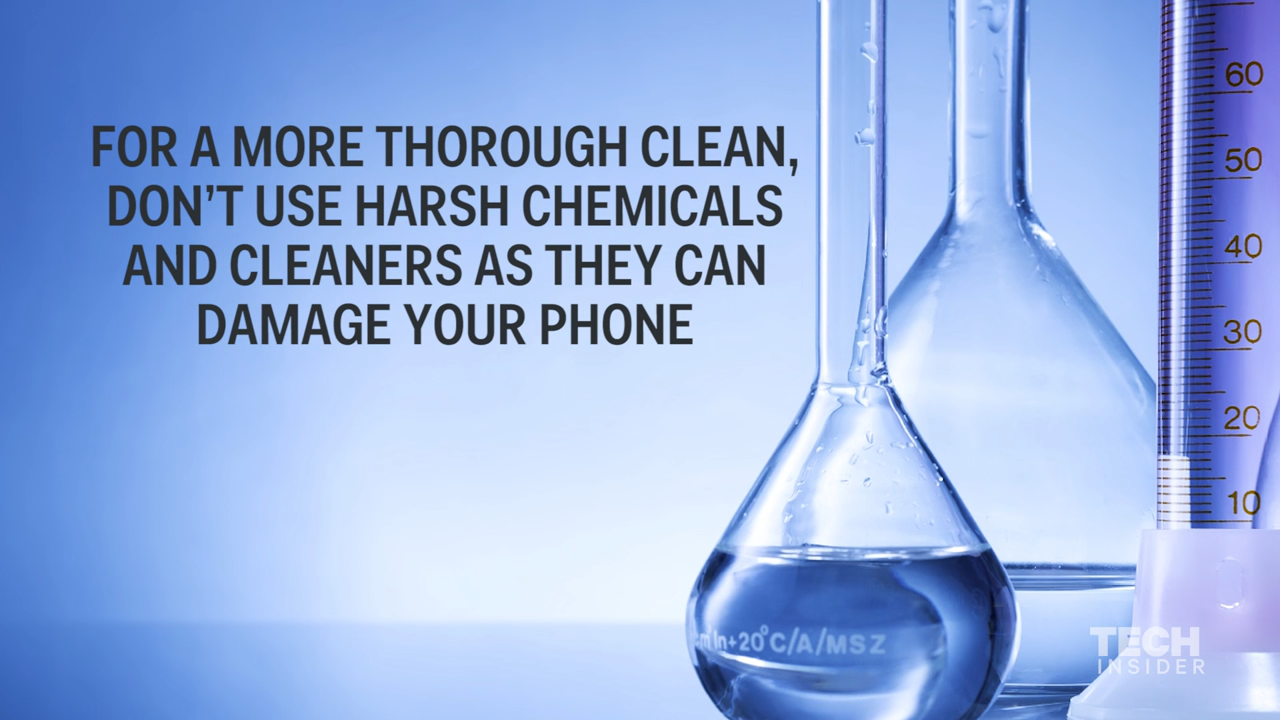 FOR A MORE THOROUGH CLEAN,
DON'T USE HARSH CHEMICALS
AND CLEANERS AS THEY CAN
DAMAGE YOUR PHONE
60
50
40
30
20
10
In+20°C/A/MSZ
TECH
INSIDER